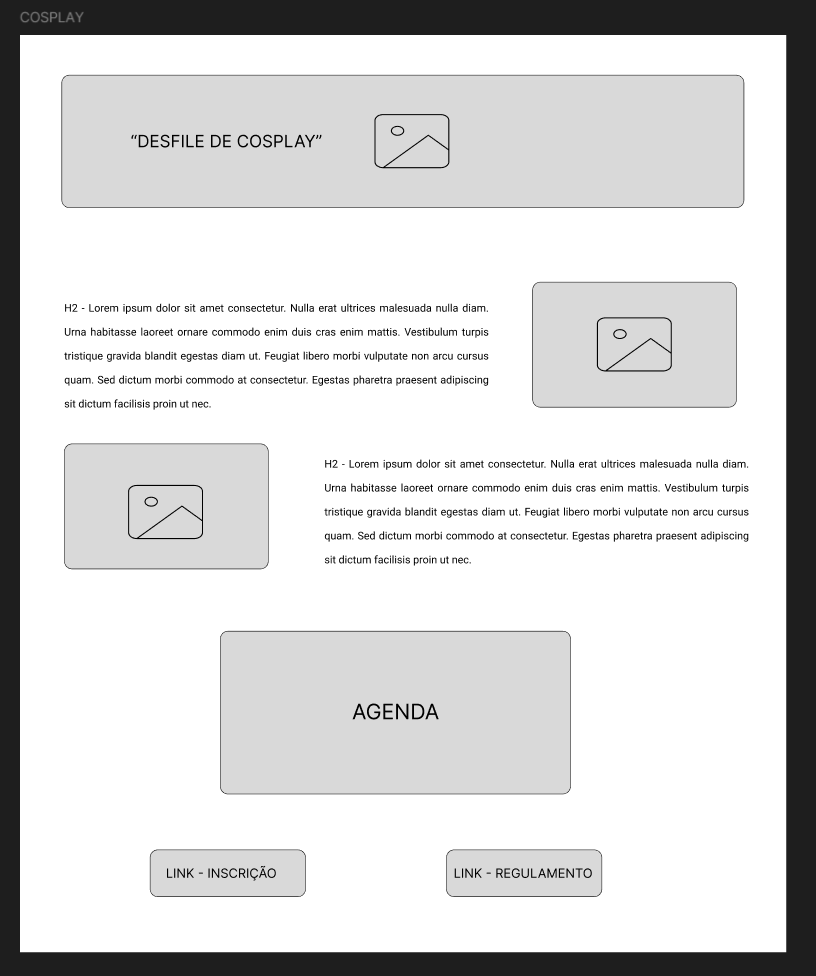 COSPLAY
“DESFILE DE COSPLAY”
H2 - Lorem ipsum dolor sit amet consectetur. Nulla erat ultrices malesuada nulla diam.
Urna habitasse laoreet ornare commodo enim duis cras enim mattis. Vestibulum turpis
tristique gravida blandit egestas diam ut. Feugiat libero morbi vulputate non arcu cursus
quam. Sed dictum morbi commodo at consectetur. Egestas pharetra praesent adipiscing
sit dictum facilisis proin ut nec.
H2 - Lorem ipsum dolor sit amet consectetur. Nulla erat ultrices malesuada nulla diam.
Urna habitasse laoreet ornare commodo enim duis cras enim mattis. Vestibulum turpis
tristique gravida blandit egestas diam ut. Feugiat libero morbi vulputate non arcu cursus
quam. Sed dictum morbi commodo at consectetur. Egestas pharetra praesent adipiscing
sit dictum facilisis proin ut nec.
AGENDA
LINK - INSCRIÇÃO
LINK - REGULAMENTO